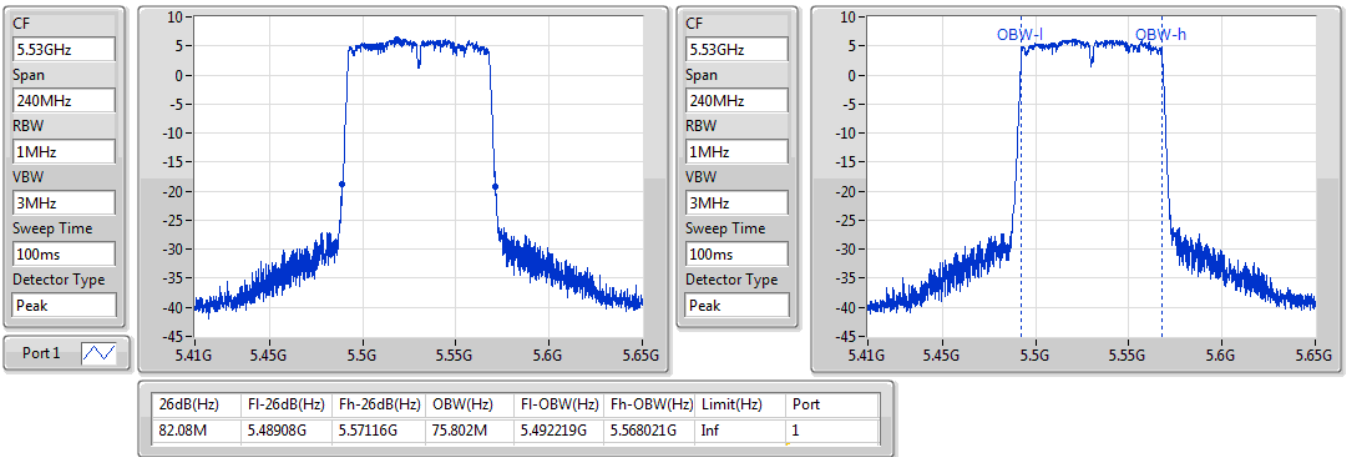 CF
5.53GHz
Span
240MHz
RBW
1MHz
VBW
3MHz
Sweep Time
100ms
Detector Type
Peak
Port 1
10
5
0
-5
-10
-15
-20
-25
-30
-35
-40
-45
5.41G 5.45G 5.5G 5.55G 5.6G 5.65G
CF
5.53GHz
Span
240MHz
RBW
1MHz
VBW
3MHz
Sweep Time
100ms
Detector Type
Peak
10
5
0
-5
-10
-15
-20
-25
-30
-35
-40
-45
OBW-l OBW-h
5.41G 5.45G 5.5G 5.55G 5.6G 5.65G
26dB(Hz) Fl-26dB(Hz) Fh-26dB(Hz) OBW(Hz) Fl-OBW(Hz) Fh-OBW(Hz) Limit(Hz) Port
82.08M 5.48908G 5.57116G 75.802M 5.492219G 5.568021G Inf 1